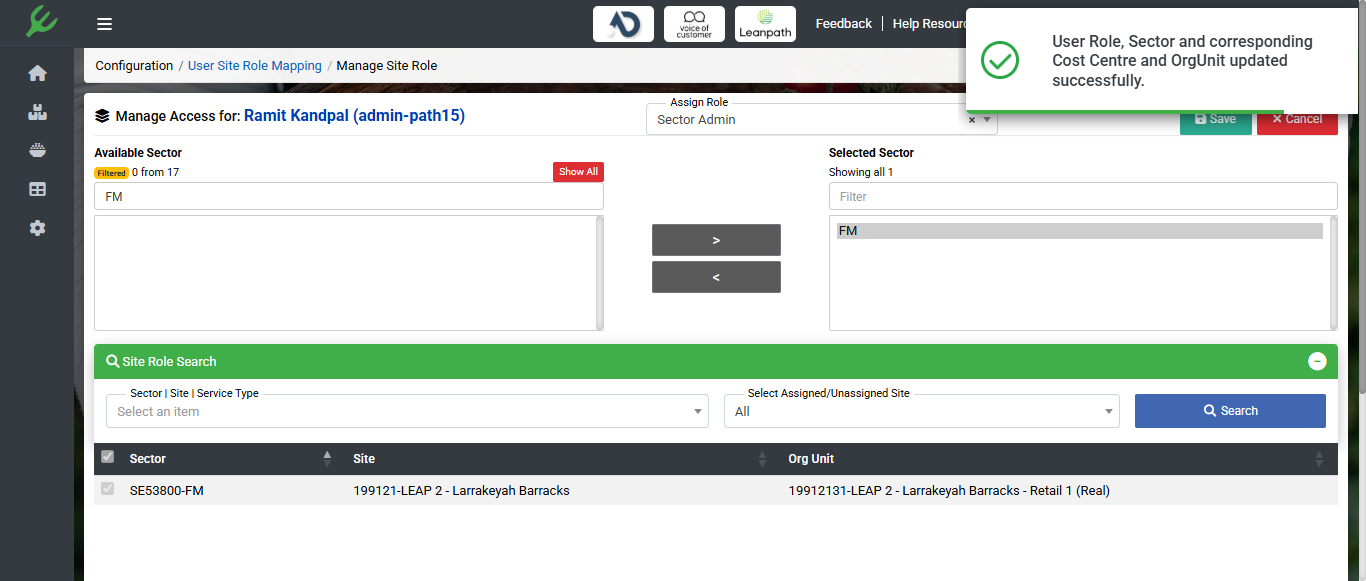 voice of
customer
Leanpath
Feedback
Help Resour
User Role, Sector and corresponding
Cost Centre and OrgUnit updated
successfully.
Configuration / User Site Role Mapping / Manage Site Role
Manage Access for: Ramit Kandpal (admin-path15)
Assign Role
Sector Admin
×
Save
× Cancel
Available Sector
Filtered 0 from 17
Show All
FM
>
<
Selected Sector
Showing all 1
Filter
FM
Site Role Search
Sector | Site | Service Type
Select an item
Select Assigned/Unassigned Site
All
Search
Sector Site Org Unit
SE53800-FM 199121-LEAP 2 - Larrakeyah Barracks 19912131-LEAP 2 - Larrakeyah Barracks - Retail 1 (Real)